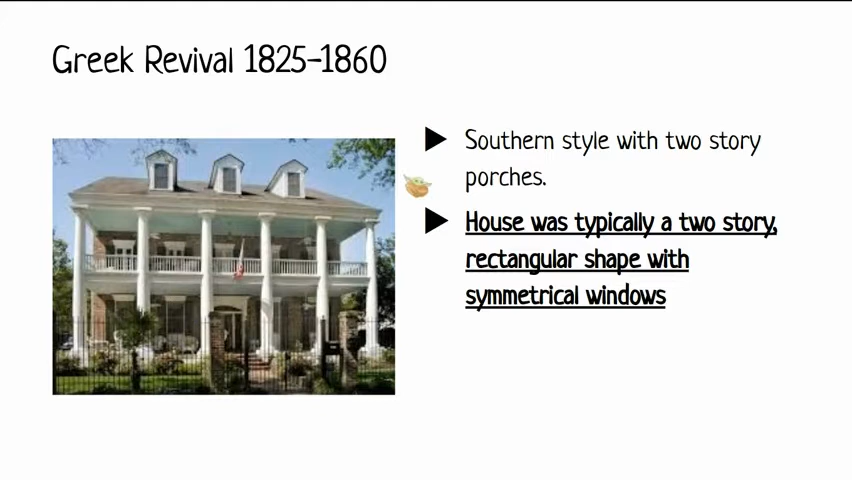 Greek Revival 1825-1860
Southern style with two story
porches.
House was typically a two story,
rectangular shape with
symmetrical windows